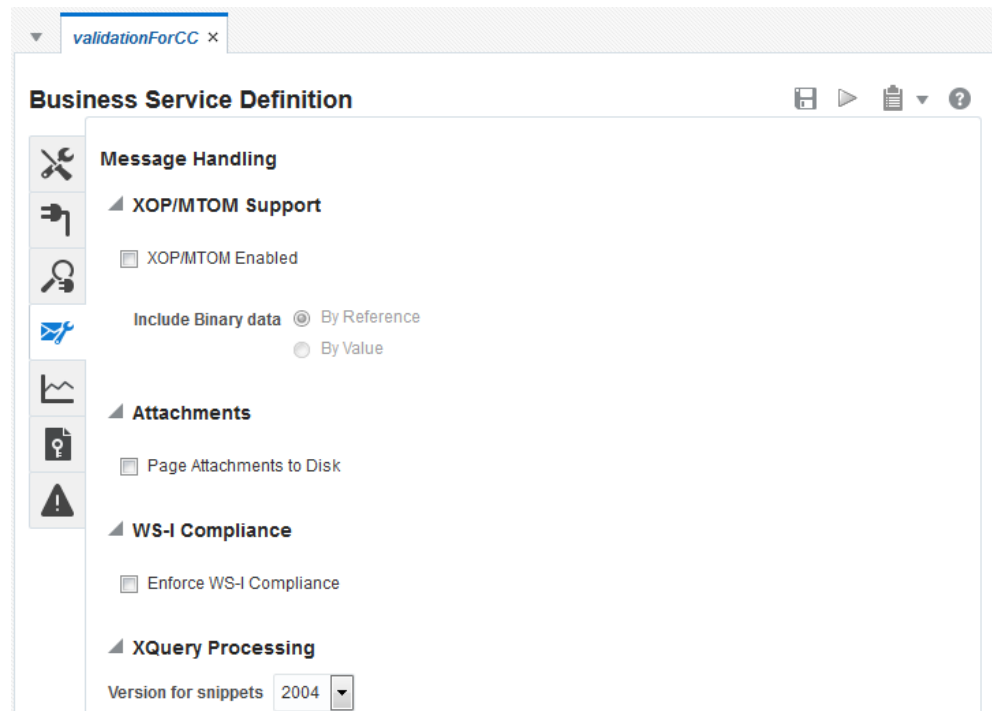 validationForCC ×
Business Service Definition
Message Handling
XOP/MTOM Support
XOP/MTOM Enabled
Include Binary data By Reference
By Value
Attachments
Page Attachments to Disk
WS-I Compliance
Enforce WS-I Compliance
XQuery Processing
Version for snippets 2004